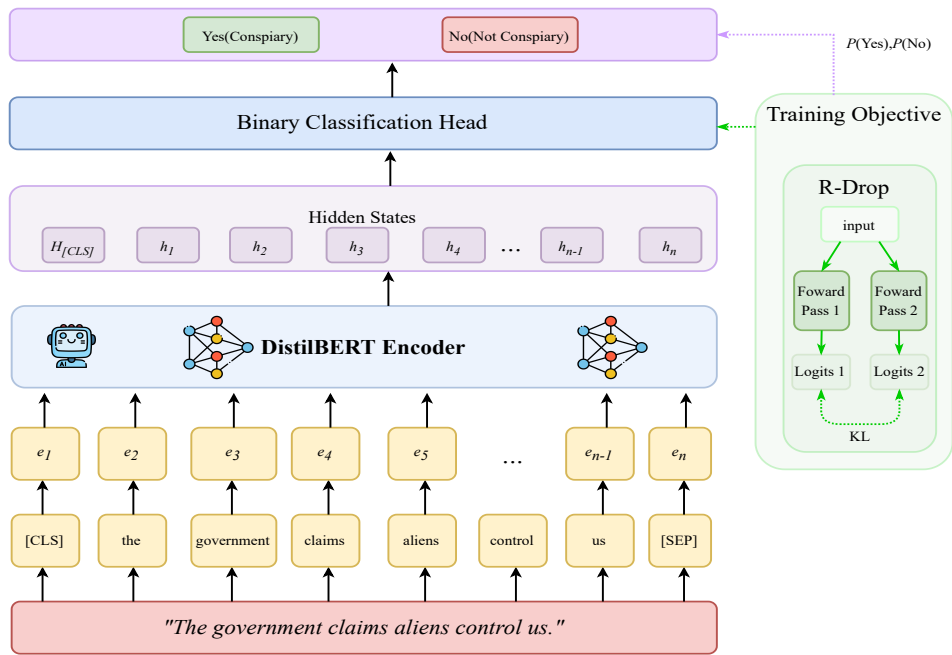 Yes(Conspiary)
No(Not Conspiary)
P(Yes),P(No)
Binary Classification Head
Training Objective
R-Drop
input
Foward
Pass 1
Foward
Pass 2
Logits 1
Logits 2
KL
Hidden States
H[CLS]
h1
h2
h3
h4
...
hn-1
hn
AI
DistilBERT Encoder
e1
e2
e3
e4
e5
...
en-1
en
[CLS]
the
government
claims
aliens
control
us
[SEP]
"The government claims aliens control us."